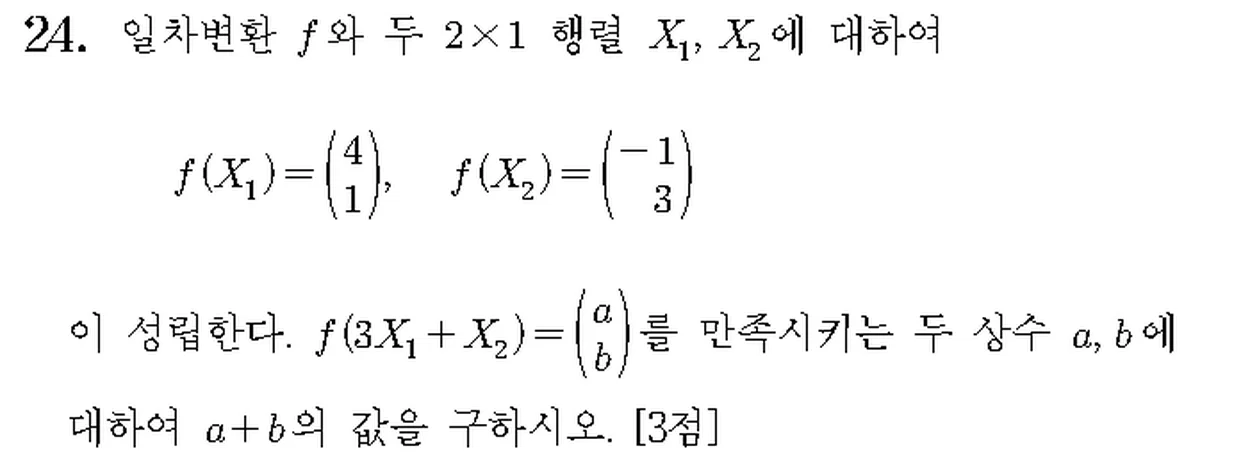 24. 일차변환 f와 두 2×1 행렬 X₁, X₂에 대하여
f(X₁)=(4 1), f(X₂)=(−1 3)
이 성립한다. f(3X₁+X₂)=(a b)를 만족시키는 두 상수 a, b에
대하여 a+b의 값을 구하시오. [3점]